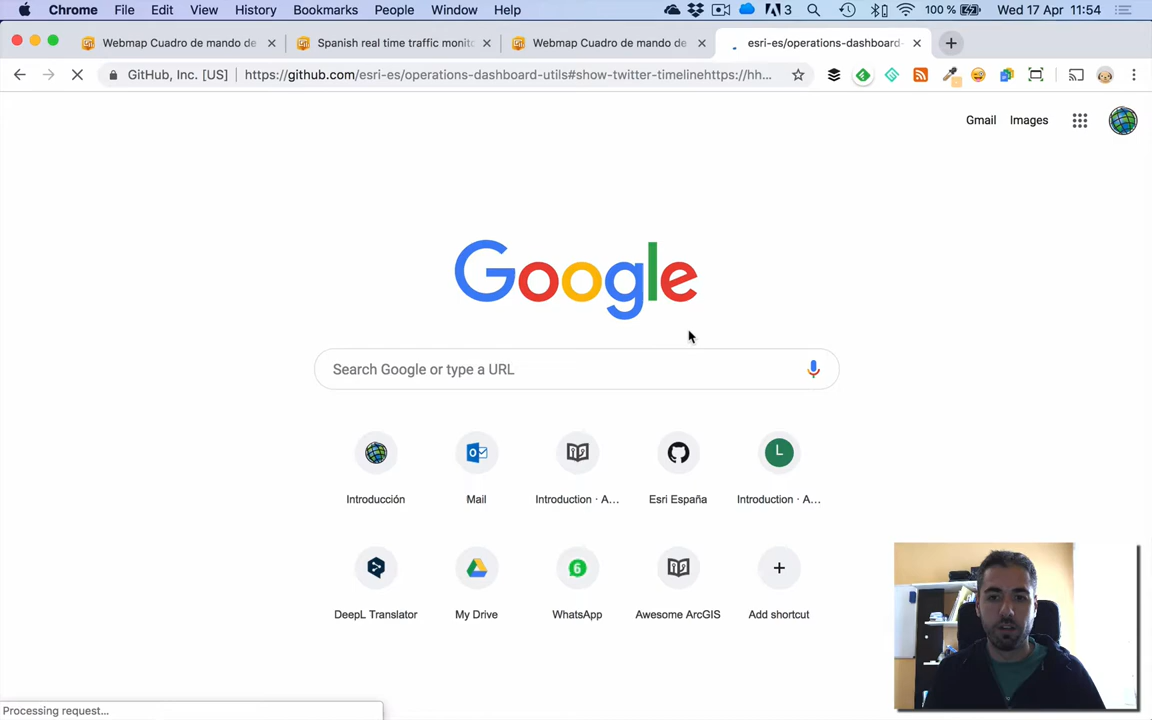 Chrome File Edit View History Bookmarks People Window Help 3 100 % Wed 17 Apr 11:54
Webmap Cuadro de mando de
Spanish real time traffic monito
Webmap Cuadro de mando de
esri-es/operations-dashboard-
GitHub, Inc. [US] https://github.com/esri-es/operations-dashboard-utils#show-twitter-timelinehttps://hh...
Gmail Images
Google
Search Google or type a URL
L
Introducción Mail Introduction · A... Esri España Introduction · A...
6
DeepL Translator My Drive WhatsApp Awesome ArcGIS Add shortcut
Processing request...